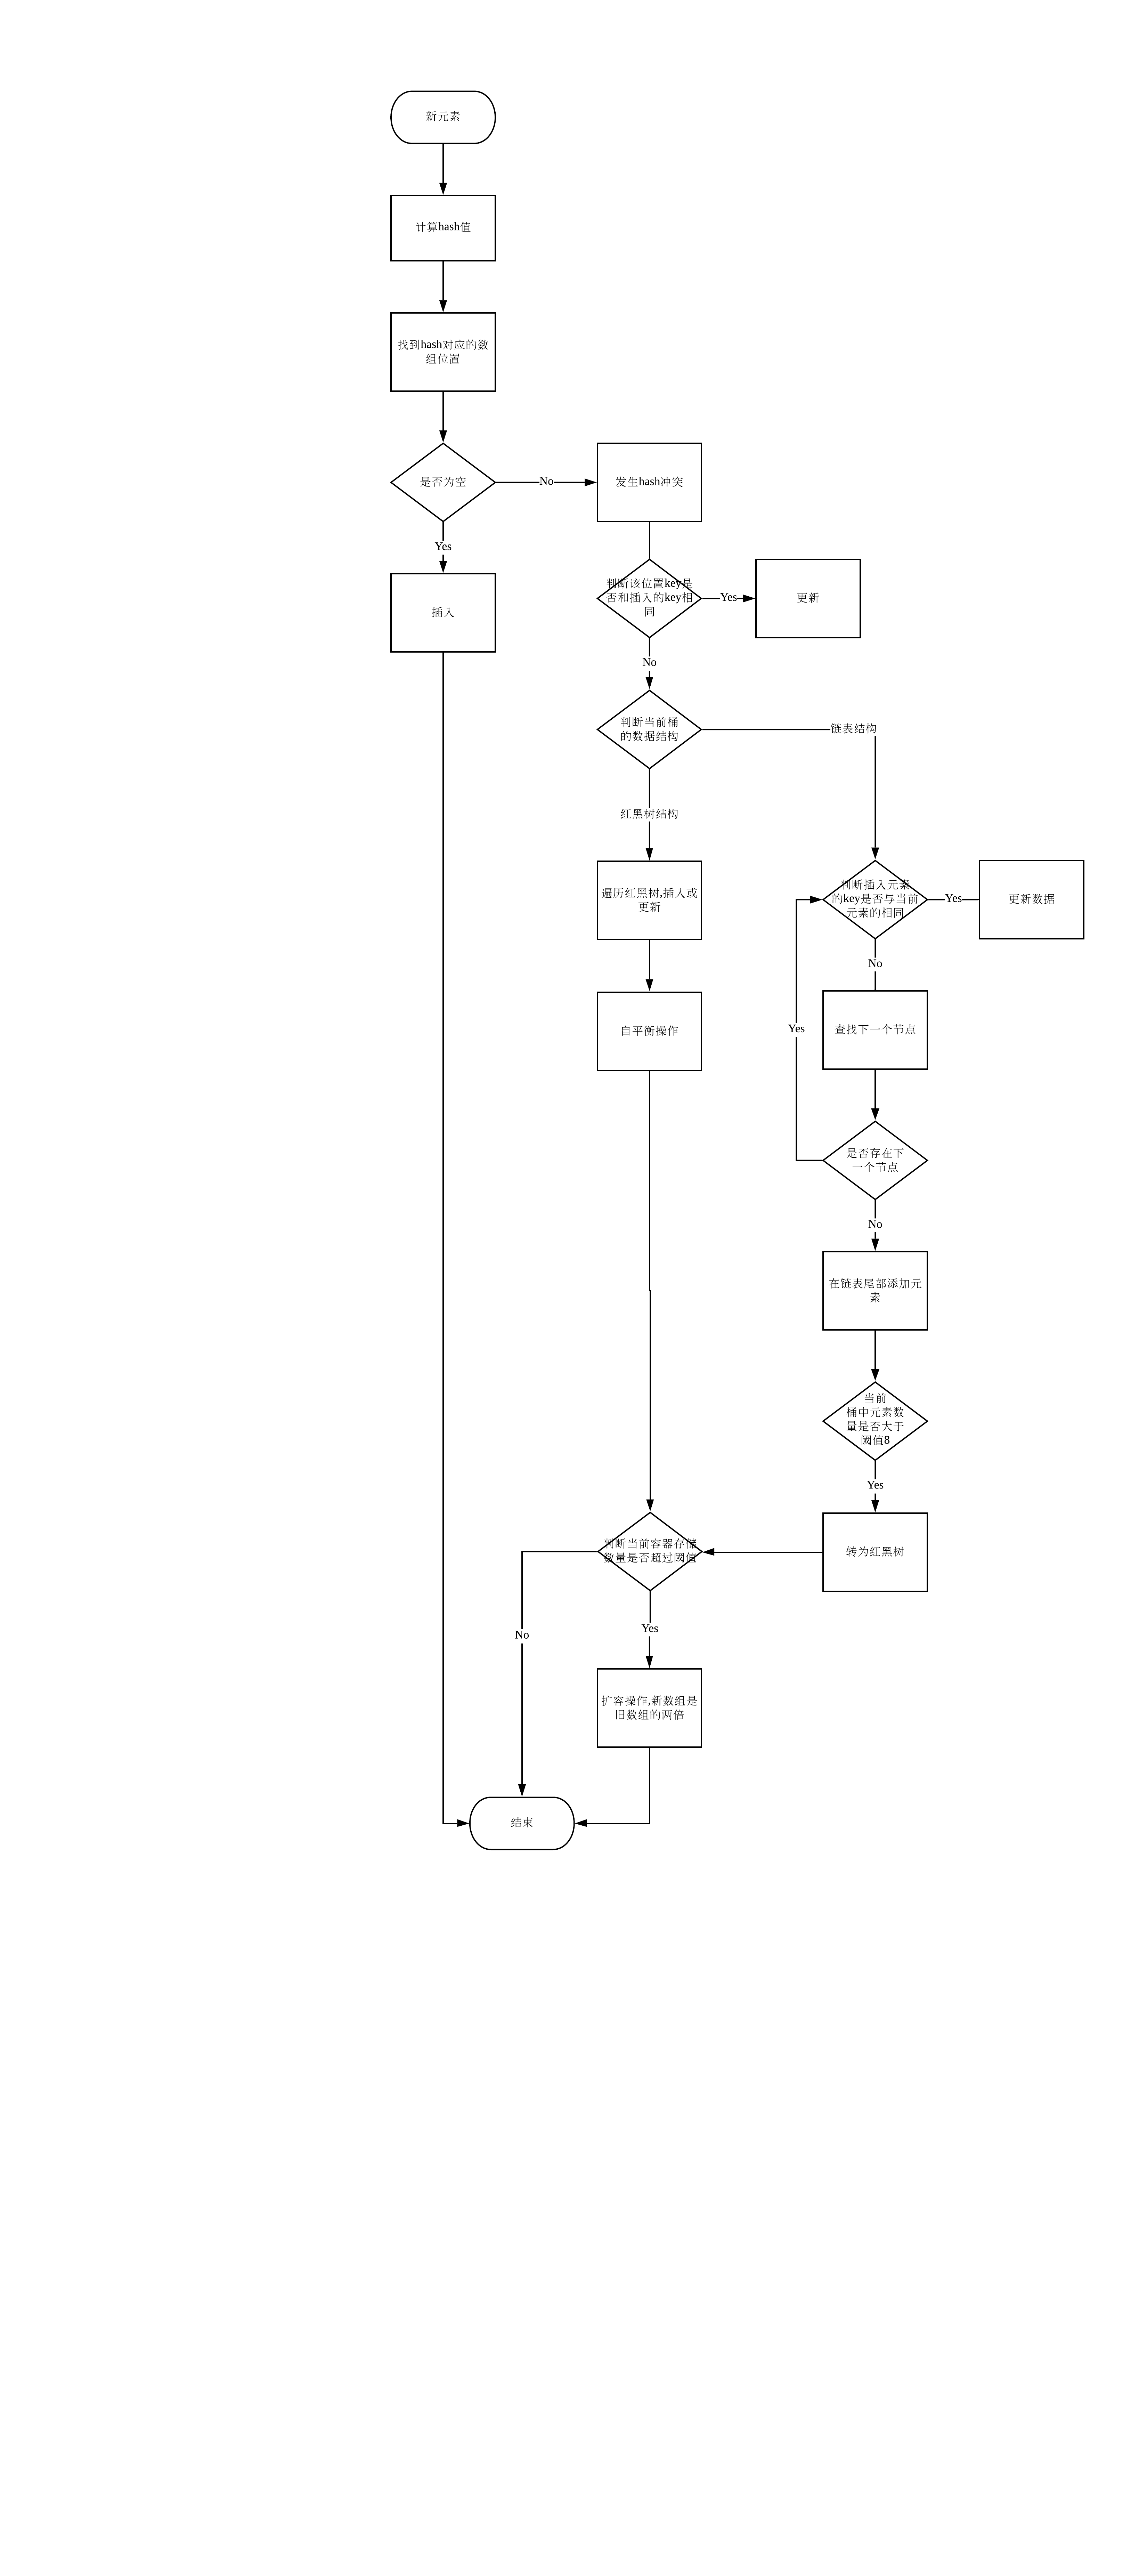 新元素
计算hash值
找到hash对应的数
组位置
是否为空
No
发生hash冲突
Yes
插入
判断该位置key是
否和插入的key相
同
Yes
更新
No
判断当前桶
的数据结构
链表结构
红黑树结构
遍历红黑树,插入或
更新
判断插入元素
的key是否与当前
元素的相同
Yes
更新数据
No
自平衡操作
Yes
查找下一个节点
是否存在下
一个节点
No
在链表尾部添加元
素
当前
桶中元素数
量是否大于
阈值8
Yes
判断当前容器存储
数量是否超过阈值
转为红黑树
No
Yes
扩容操作,新数组是
旧数组的两倍
结束